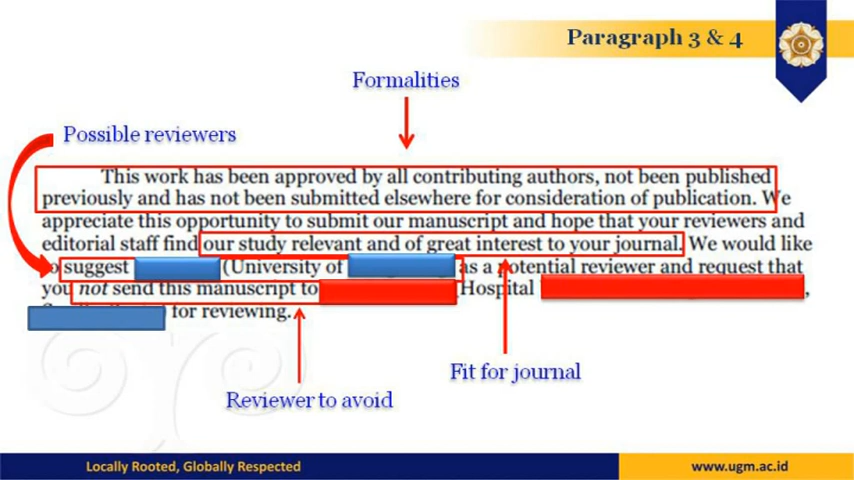 Paragraph 3 & 4
Formalities
Possible reviewers
This work has been approved by all contributing authors, not been published
previously and has not been submitted elsewhere for consideration of publication. We
appreciate this opportunity to submit our manuscript and hope that your reviewers and
editorial staff find our study relevant and of great interest to your journal. We would like
to suggest (University of as a potential reviewer and request that
you not send this manuscript to (Hospital ,
for reviewing.
Fit for journal
Reviewer to avoid
Locally Rooted, Globally Respected
www.ugm.ac.id